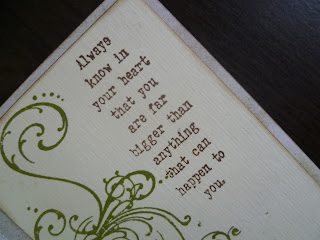 Always
know in
your heart
that you
are far
bigger than
anything
that can
happen to
you.